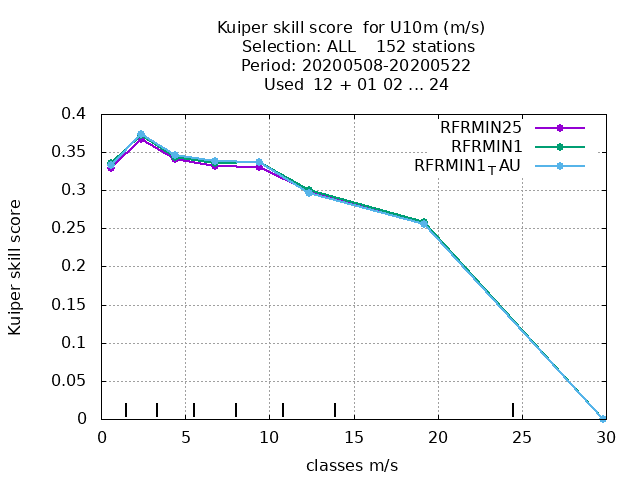 Kuiper skill score for U10m (m/s)
Selection: ALL 152 stations
Period: 20200508-20200522
Used 12 + 01 02 ... 24
0.4
0.35
0.3
0.25
0.2
0.15
0.1
0.05
0
Kuiper skill score
RFRMIN25
RFRMIN1
RFRMIN1TAU
0 5 10 15 20 25 30
classes m/s